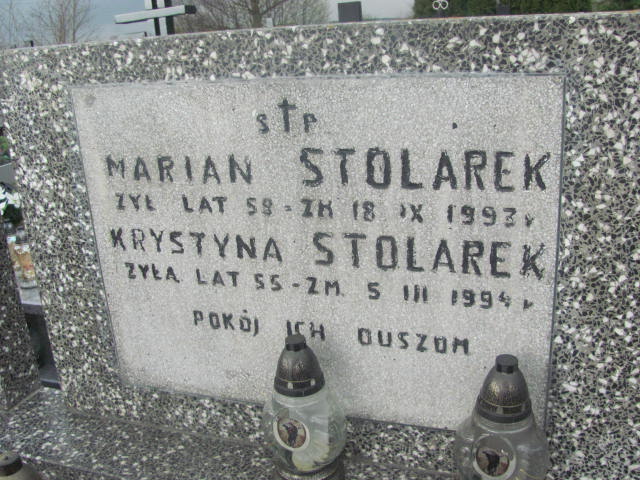 ś†P
MARIAN STOLAREK
ŻYŁ LAT 58 - ZM 18 IX 1993 r
KRYSTYNA STOLAREK
ŻYŁA LAT 55 - ZM. 5 III 1994 r
POKÓJ ICH DUSZOM